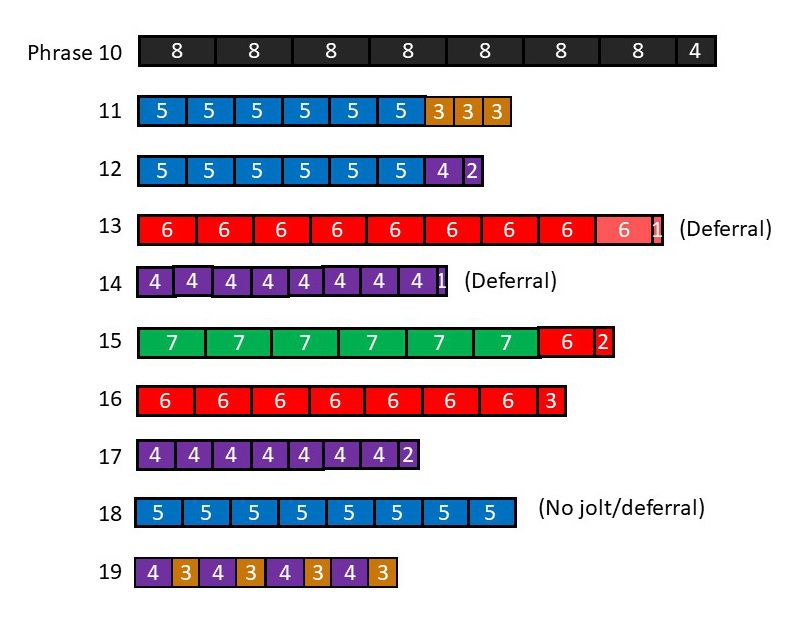 Phrase 10 8 8 8 8 8 8 8 4
11 5 5 5 5 5 5 3 3 3
12 5 5 5 5 5 5 4 2
13 6 6 6 6 6 6 6 6 6 1 (Deferral)
14 4 4 4 4 4 4 4 4 1 (Deferral)
15 7 7 7 7 7 7 6 2
16 6 6 6 6 6 6 6 3
17 4 4 4 4 4 4 4 2
18 5 5 5 5 5 5 5 5 (No jolt/deferral)
19 4 3 4 3 4 3 4 3